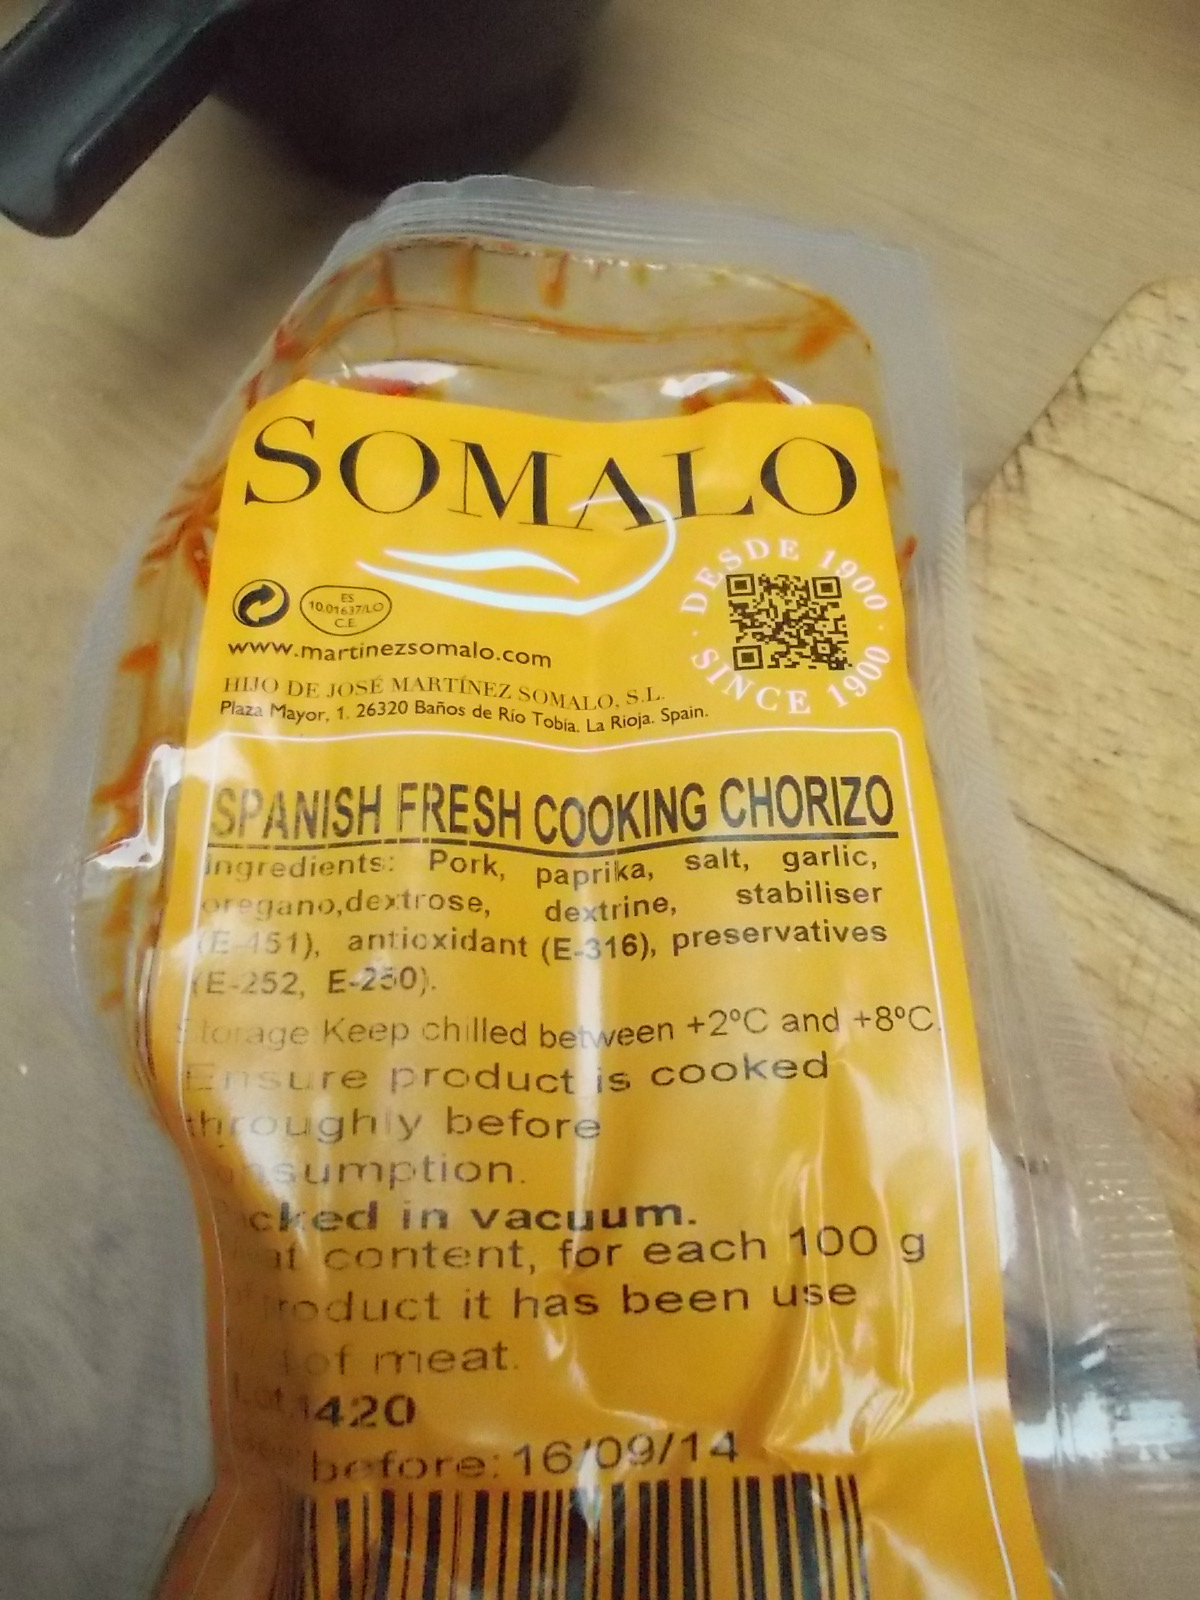 SOMALO
DESDE 1900
SINCE 1900
ES
10.01637/LO
C.E.
www.martinezsomalo.com
HIJO DE JOSÉ MARTÍNEZ SOMALO, S.L.
Plaza Mayor, 1. 26320 Baños de Río Tobía. La Rioja. Spain.
SPANISH FRESH COOKING CHORIZO
Ingredients: Pork, paprika, salt, garlic,
oregano,dextrose, dextrine, stabiliser
(E-451), antioxidant (E-316), preservatives
(E-252, E-250).
Storage Keep chilled between +2ºC and +8ºC.
Ensure product is cooked
throughly before
consumption.
Packed in vacuum.
content, for each 100 g
product it has been use
of meat.
Lot 1420
before: 16/09/14